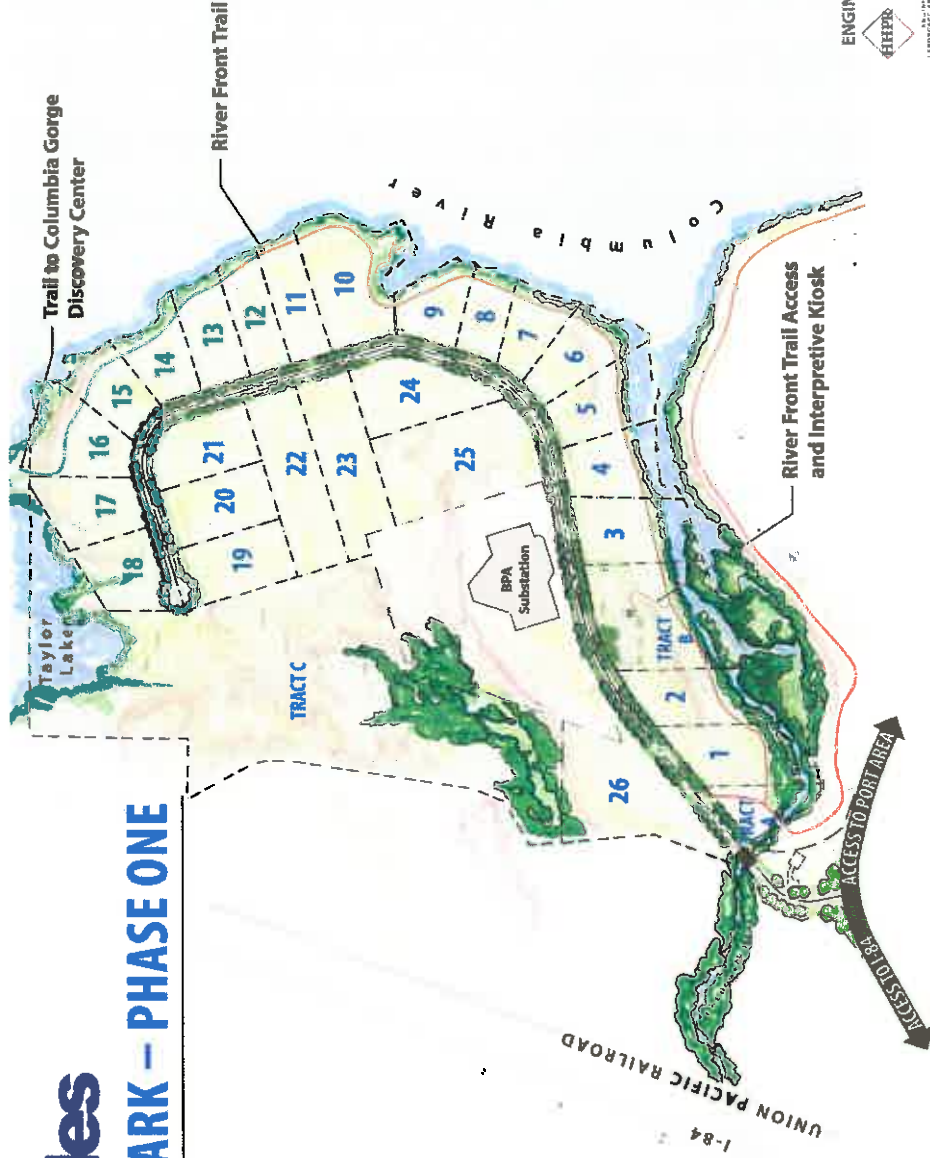 les
ARK – PHASE ONE
Trail to Columbia Gorge
Discovery Center
River Front Trail
Columbia River
Taylor
Lake
TRACT C
BPA
Substation
TRACT
B
TRACT
A
1
2
3
4
5
6
7
8
9
10
11
12
13
14
15
16
17
18
19
20
21
22
23
24
25
26
River Front Trail Access
and Interpretive Kiosk
ACCESS TO PORT AREA
ACCESS TO I-84
UNION PACIFIC RAILROAD
I-84
ENGIN
HHPR